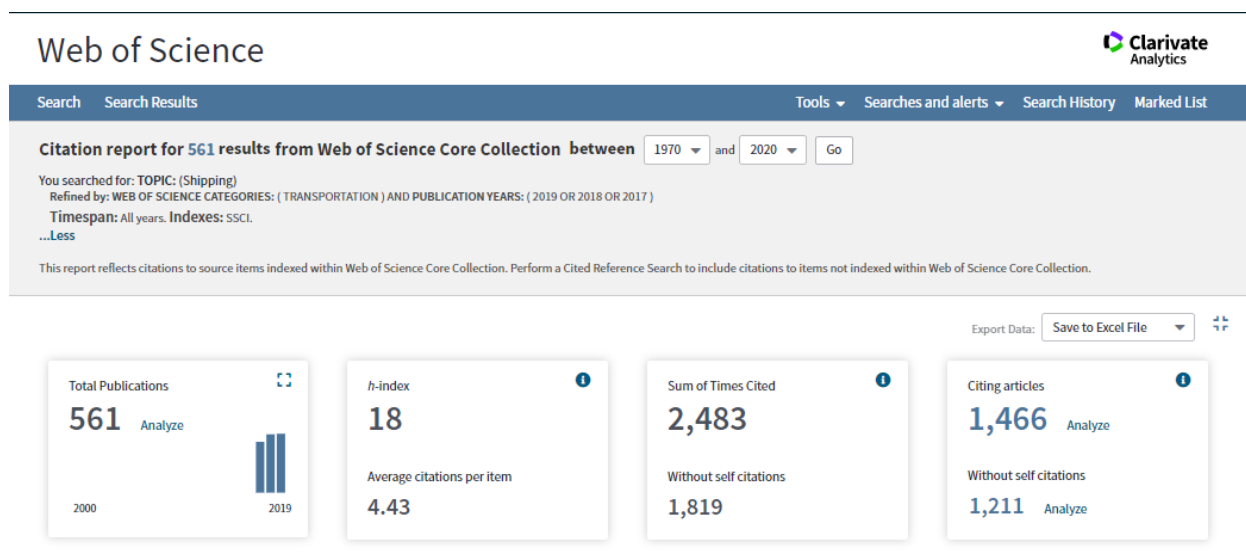 Web of Science
Clarivate
Analytics
Search Search Results Tools Searches and alerts Search History Marked List
Citation report for 561 results from Web of Science Core Collection between 1970 and 2020 Go
You searched for: TOPIC: (Shipping)
Refined by: WEB OF SCIENCE CATEGORIES: ( TRANSPORTATION ) AND PUBLICATION YEARS: ( 2019 OR 2018 OR 2017 )
Timespan: All years. Indexes: SSCI.
...Less
This report reflects citations to source items indexed within Web of Science Core Collection. Perform a Cited Reference Search to include citations to items not indexed within Web of Science Core Collection.
Export Data: Save to Excel File
Total Publications
561 Analyze
2000 2019
h-index
18
Average citations per item
4.43
Sum of Times Cited
2,483
Without self citations
1,819
Citing articles
1,466 Analyze
Without self citations
1,211 Analyze